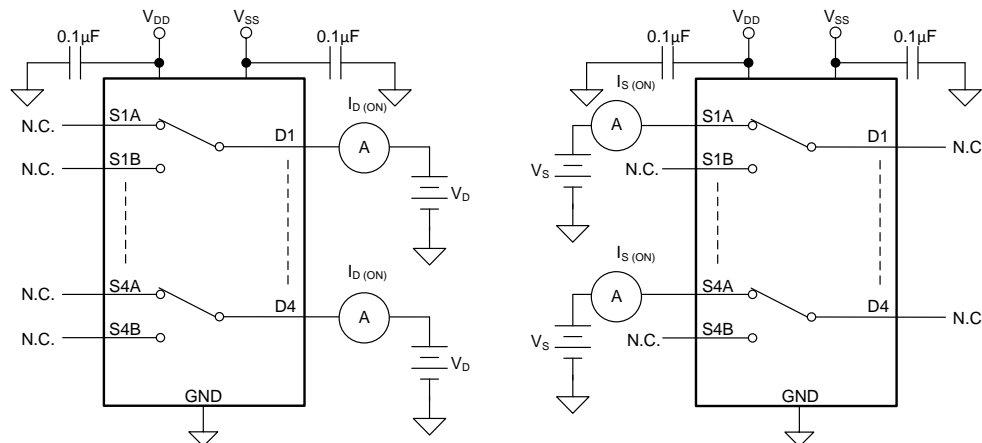 V_DD V_SS
0.1µF 0.1µF
I_D (ON)
S1A
N.C.
D1
A
S1B
N.C.
V_D
I_D (ON)
S4A
N.C.
D4
A
S4B
N.C.
V_D
GND
V_DD V_SS
0.1µF 0.1µF
I_S (ON)
A
S1A
D1
N.C
S1B
V_S
N.C.
I_S (ON)
A
S4A
D4
N.C
S4B
V_S
N.C.
GND